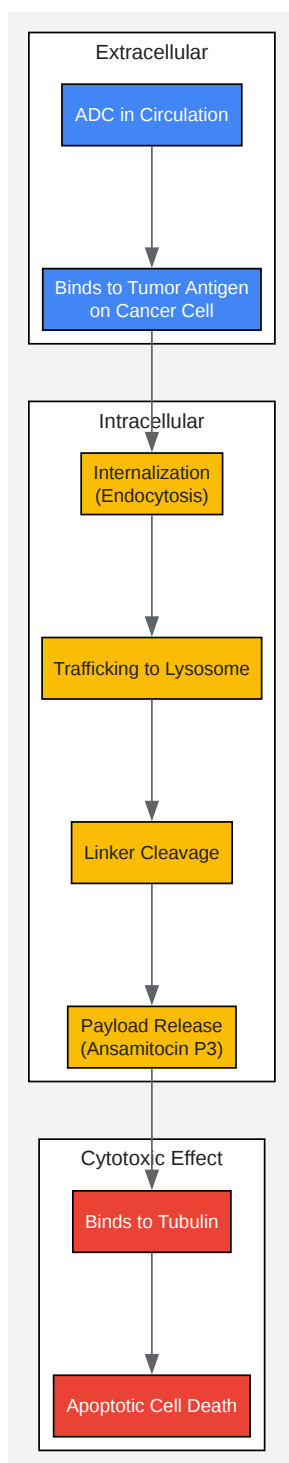 Extracellular
ADC in Circulation
Binds to Tumor Antigen
on Cancer Cell
Intracellular
Internalization
(Endocytosis)
Trafficking to Lysosome
Linker Cleavage
Payload Release
(Ansamitocin P3)
Cytotoxic Effect
Binds to Tubulin
Apoptotic Cell Death